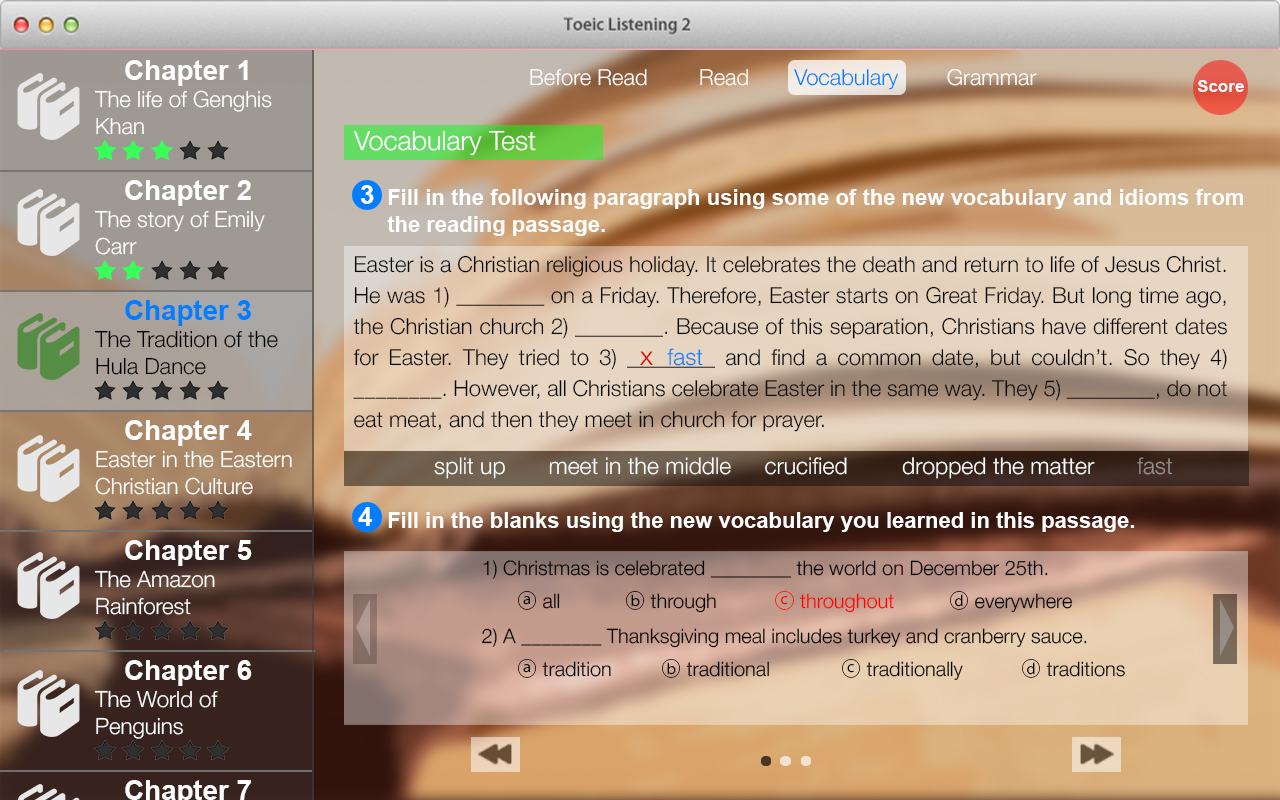 Toeic Listening 2
Chapter 1
The life of Genghis
Khan
Chapter 2
The story of Emily
Carr
Chapter 3
The Tradition of the
Hula Dance
Chapter 4
Easter in the Eastern
Christian Culture
Chapter 5
The Amazon
Rainforest
Chapter 6
The World of
Penguins
Chapter 7
Before Read Read Vocabulary Grammar
Score
Vocabulary Test
3 Fill in the following paragraph using some of the new vocabulary and idioms from
the reading passage.
Easter is a Christian religious holiday. It celebrates the death and return to life of Jesus Christ.
He was 1) ________ on a Friday. Therefore, Easter starts on Great Friday. But long time ago,
the Christian church 2) ________. Because of this separation, Christians have different dates
for Easter. They tried to 3) x fast and find a common date, but couldn't. So they 4)
________. However, all Christians celebrate Easter in the same way. They 5) ________, do not
eat meat, and then they meet in church for prayer.
split up meet in the middle crucified dropped the matter fast
4 Fill in the blanks using the new vocabulary you learned in this passage.
1) Christmas is celebrated ________ the world on December 25th.
ⓐ all ⓑ through ⓒ throughout ⓓ everywhere
2) A ________ Thanksgiving meal includes turkey and cranberry sauce.
ⓐ tradition ⓑ traditional ⓒ traditionally ⓓ traditions